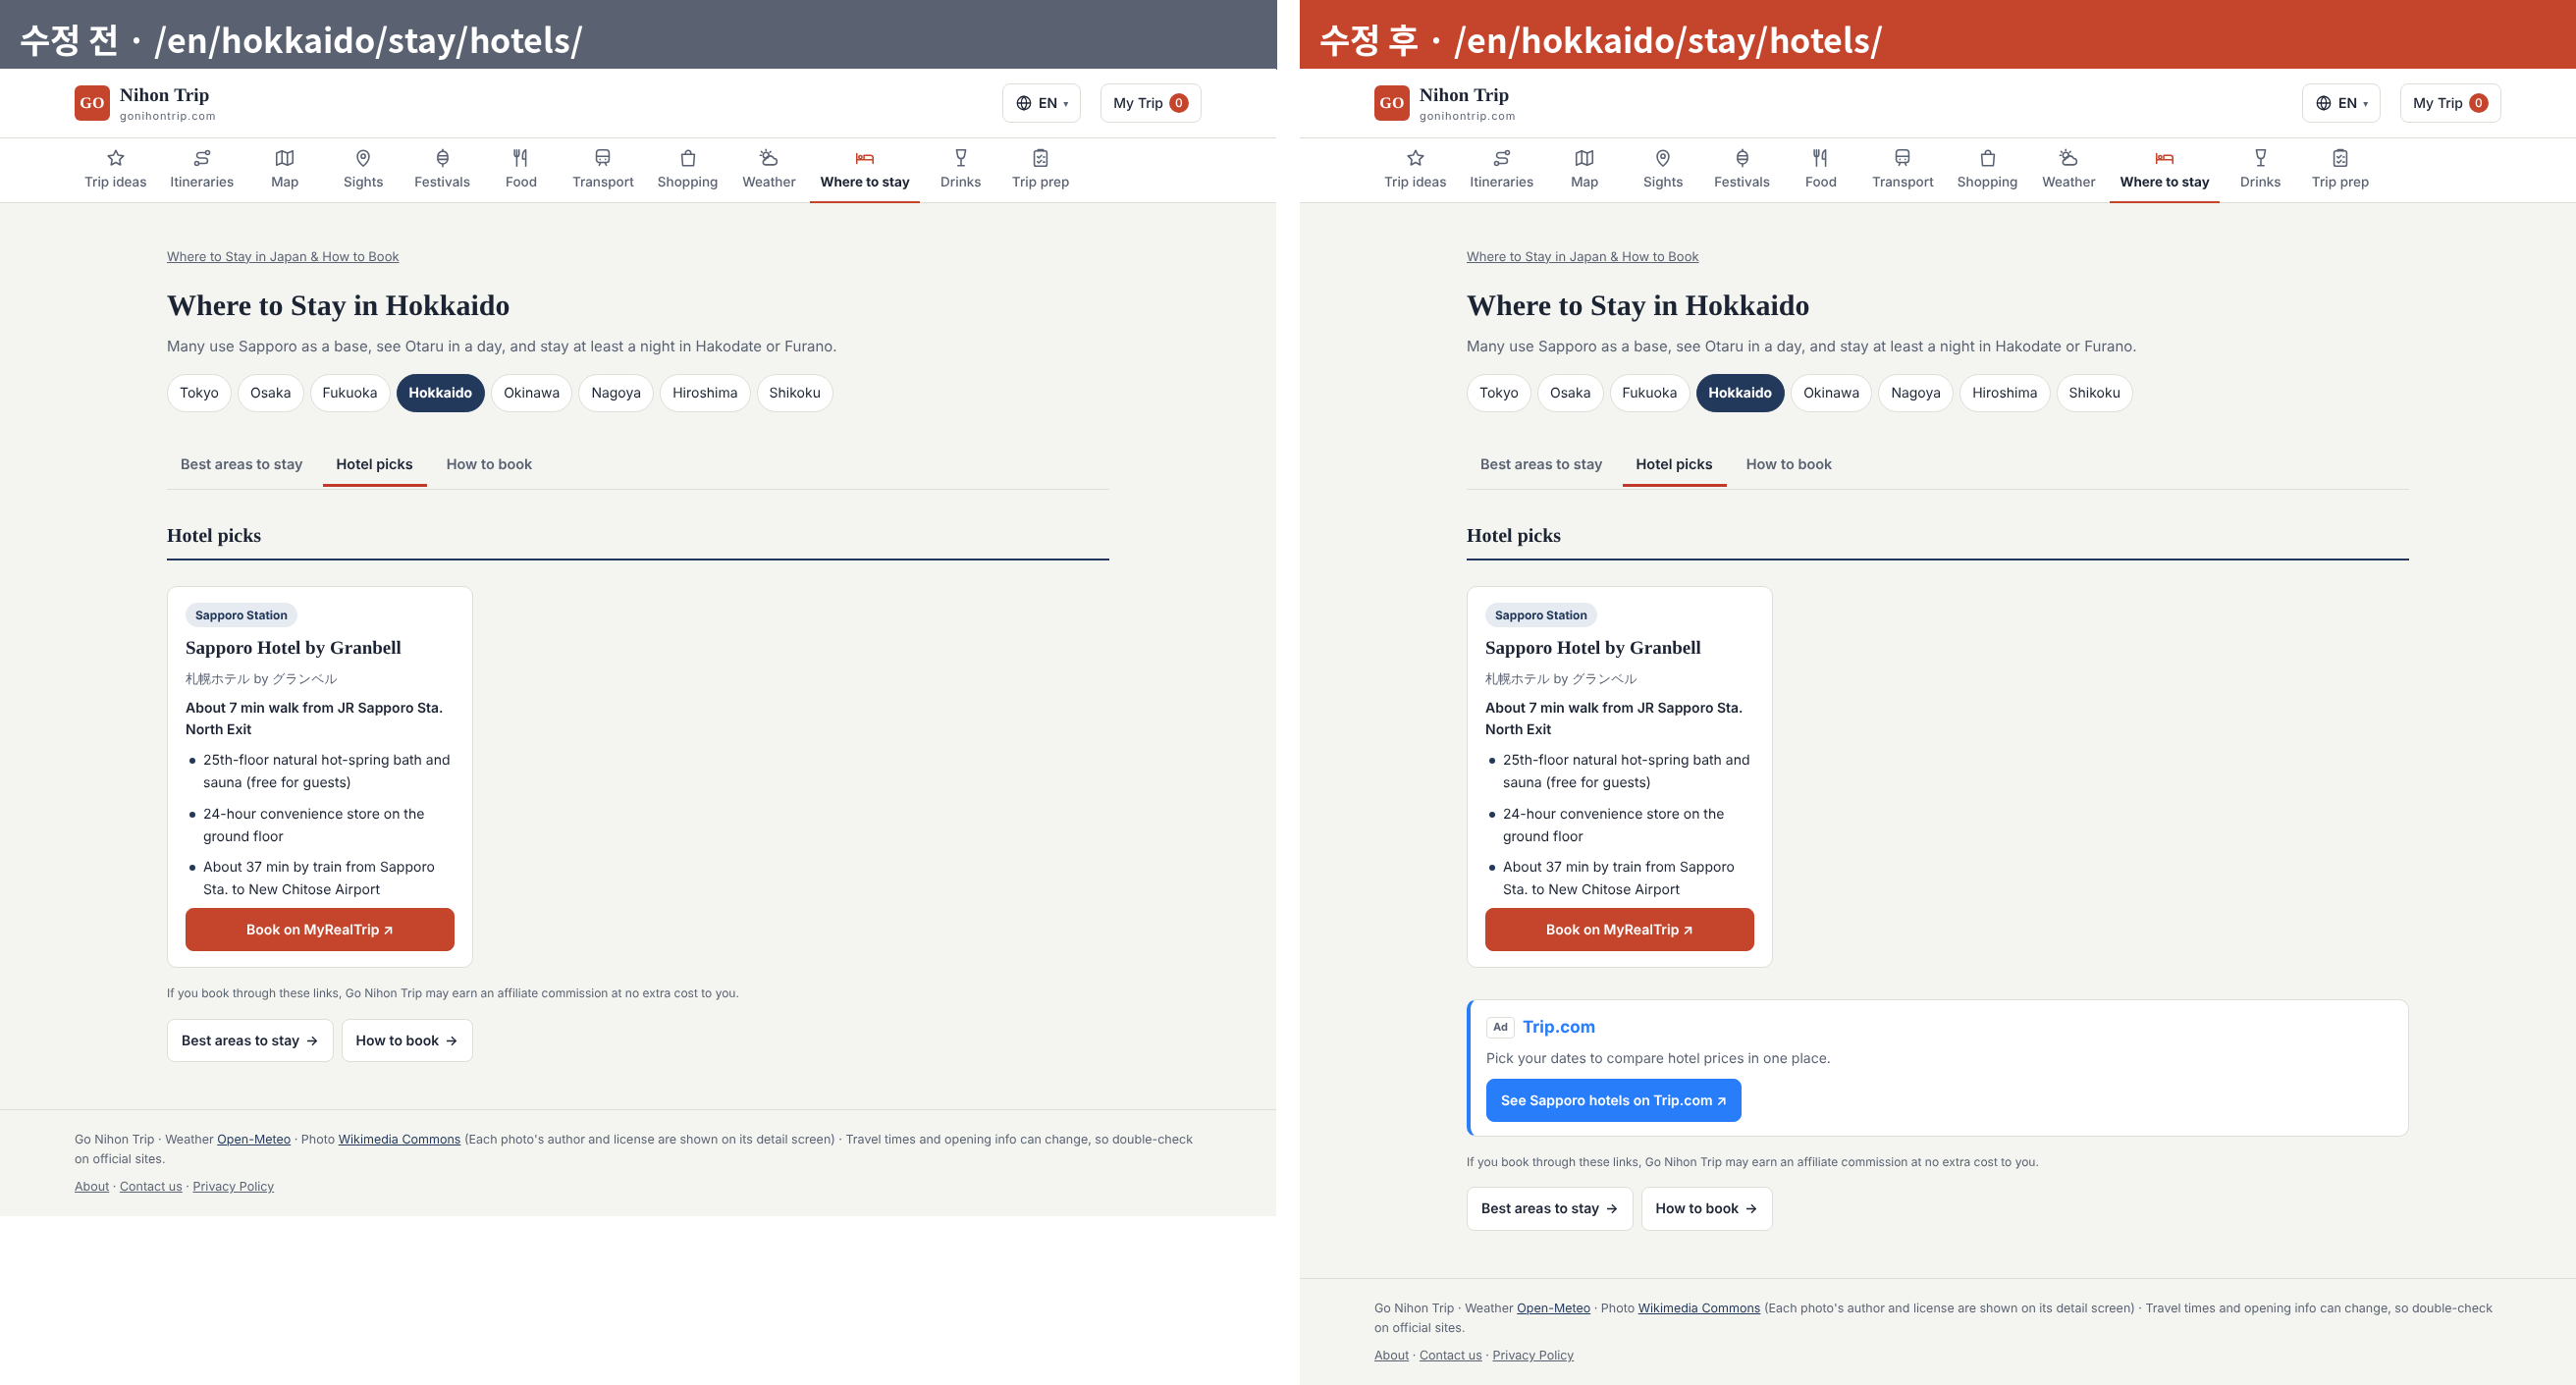 수정 전 · /en/hokkaido/stay/hotels/
GO
Nihon Trip
gonihontrip.com
EN ▾
My Trip 0
Trip ideas
Itineraries
Map
Sights
Festivals
Food
Transport
Shopping
Weather
Where to stay
Drinks
Trip prep
Where to Stay in Japan & How to Book
Where to Stay in Hokkaido
Many use Sapporo as a base, see Otaru in a day, and stay at least a night in Hakodate or Furano.
Tokyo
Osaka
Fukuoka
Hokkaido
Okinawa
Nagoya
Hiroshima
Shikoku
Best areas to stay
Hotel picks
How to book
Hotel picks
Sapporo Station
Sapporo Hotel by Granbell
札幌ホテル by グランベル
About 7 min walk from JR Sapporo Sta.
North Exit
• 25th-floor natural hot-spring bath and
sauna (free for guests)
• 24-hour convenience store on the
ground floor
• About 37 min by train from Sapporo
Sta. to New Chitose Airport
Book on MyRealTrip ↗
If you book through these links, Go Nihon Trip may earn an affiliate commission at no extra cost to you.
Best areas to stay →
How to book →
Go Nihon Trip · Weather Open-Meteo · Photo Wikimedia Commons (Each photo's author and license are shown on its detail screen) · Travel times and opening info can change, so double-check
on official sites.
About · Contact us · Privacy Policy
수정 후 · /en/hokkaido/stay/hotels/
GO
Nihon Trip
gonihontrip.com
EN ▾
My Trip 0
Trip ideas
Itineraries
Map
Sights
Festivals
Food
Transport
Shopping
Weather
Where to stay
Drinks
Trip prep
Where to Stay in Japan & How to Book
Where to Stay in Hokkaido
Many use Sapporo as a base, see Otaru in a day, and stay at least a night in Hakodate or Furano.
Tokyo
Osaka
Fukuoka
Hokkaido
Okinawa
Nagoya
Hiroshima
Shikoku
Best areas to stay
Hotel picks
How to book
Hotel picks
Sapporo Station
Sapporo Hotel by Granbell
札幌ホテル by グランベル
About 7 min walk from JR Sapporo Sta.
North Exit
• 25th-floor natural hot-spring bath and
sauna (free for guests)
• 24-hour convenience store on the
ground floor
• About 37 min by train from Sapporo
Sta. to New Chitose Airport
Book on MyRealTrip ↗
Ad Trip.com
Pick your dates to compare hotel prices in one place.
See Sapporo hotels on Trip.com ↗
If you book through these links, Go Nihon Trip may earn an affiliate commission at no extra cost to you.
Best areas to stay →
How to book →
Go Nihon Trip · Weather Open-Meteo · Photo Wikimedia Commons (Each photo's author and license are shown on its detail screen) · Travel times and opening info can change, so double-check
on official sites.
About · Contact us · Privacy Policy